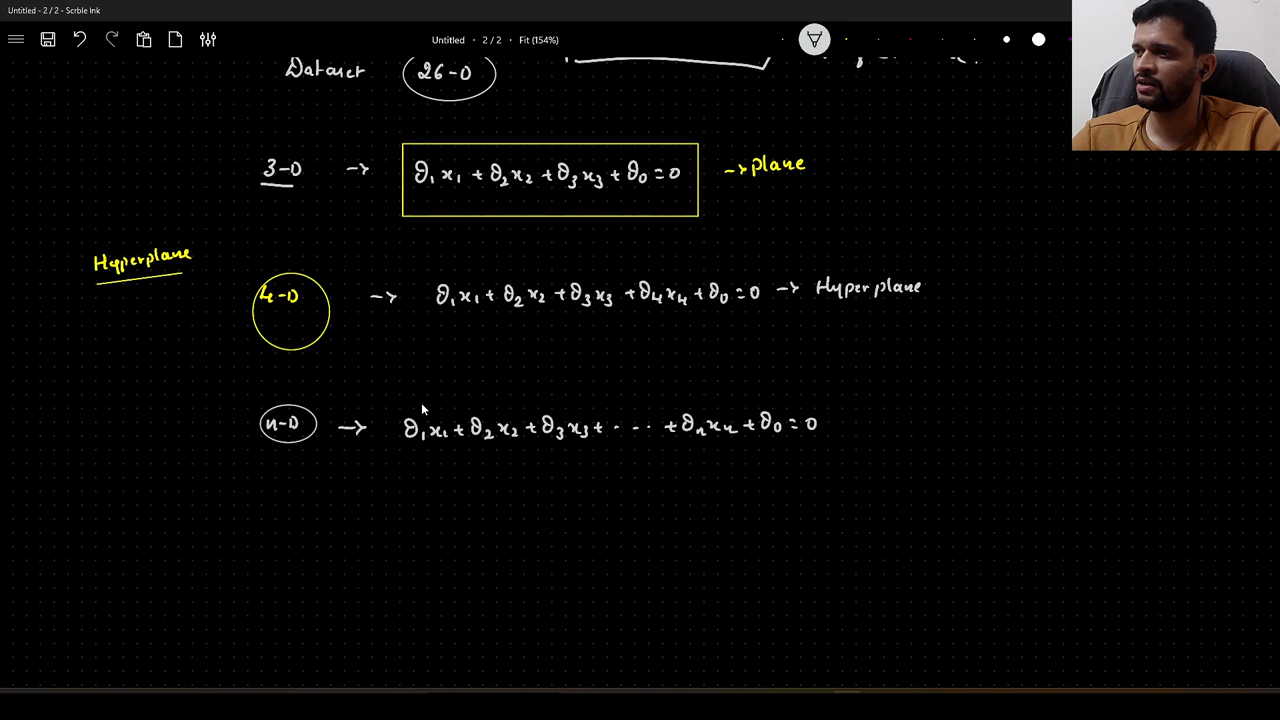 Untitled - 2 / 2 - Scrble Ink
Untitled • 2 / 2 • Fit (154%)
Dataset 26-D
3-D -> θ₁x₁ + θ₂x₂ + θ₃x₃ + θ₀ = 0 -> plane
Hyperplane
4-D -> θ₁x₁ + θ₂x₂ + θ₃x₃ + θ₄x₄ + θ₀ = 0 -> Hyperplane
n-D -> θ₁x₁ + θ₂x₂ + θ₃x₃ + . . . . + θₙxₙ + θ₀ = 0